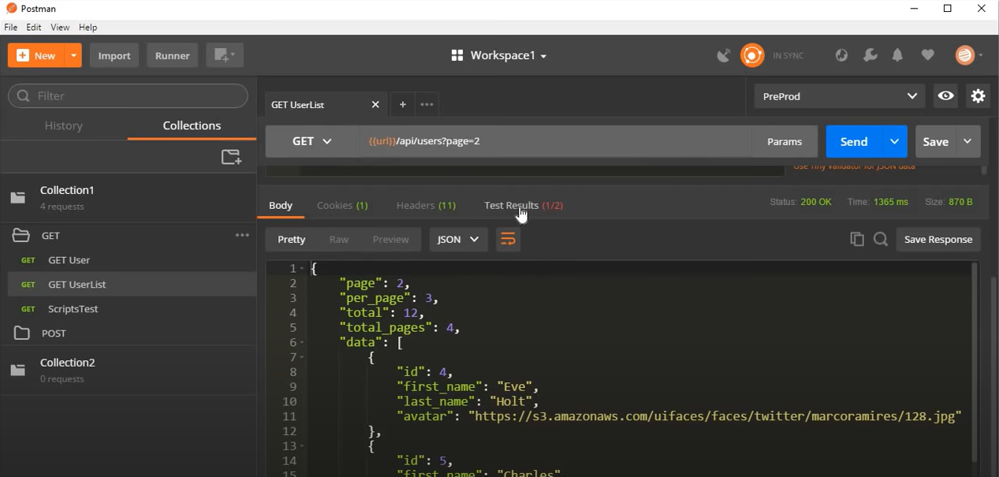 Postman
File Edit View Help
New Import Runner Workspace1 IN SYNC
Filter
History Collections
Collection1
4 requests
GET
GET GET User
GET GET UserList
GET ScriptsTest
POST
Collection2
0 requests
GET UserList
PreProd
GET {{url}}/api/users?page=2 Params Send Save
Use Tiny Validator for JSON data
Body Cookies (1) Headers (11) Test Results (1/2) Status: 200 OK Time: 1365 ms Size: 870 B
Pretty Raw Preview JSON Save Response
1 {
2 "page": 2,
3 "per_page": 3,
4 "total": 12,
5 "total_pages": 4,
6 "data": [
7 {
8 "id": 4,
9 "first_name": "Eve",
10 "last_name": "Holt",
11 "avatar": "https://s3.amazonaws.com/uifaces/faces/twitter/marcoramires/128.jpg"
12 },
13 {
14 "id": 5,
15 "first_name": "Charles"